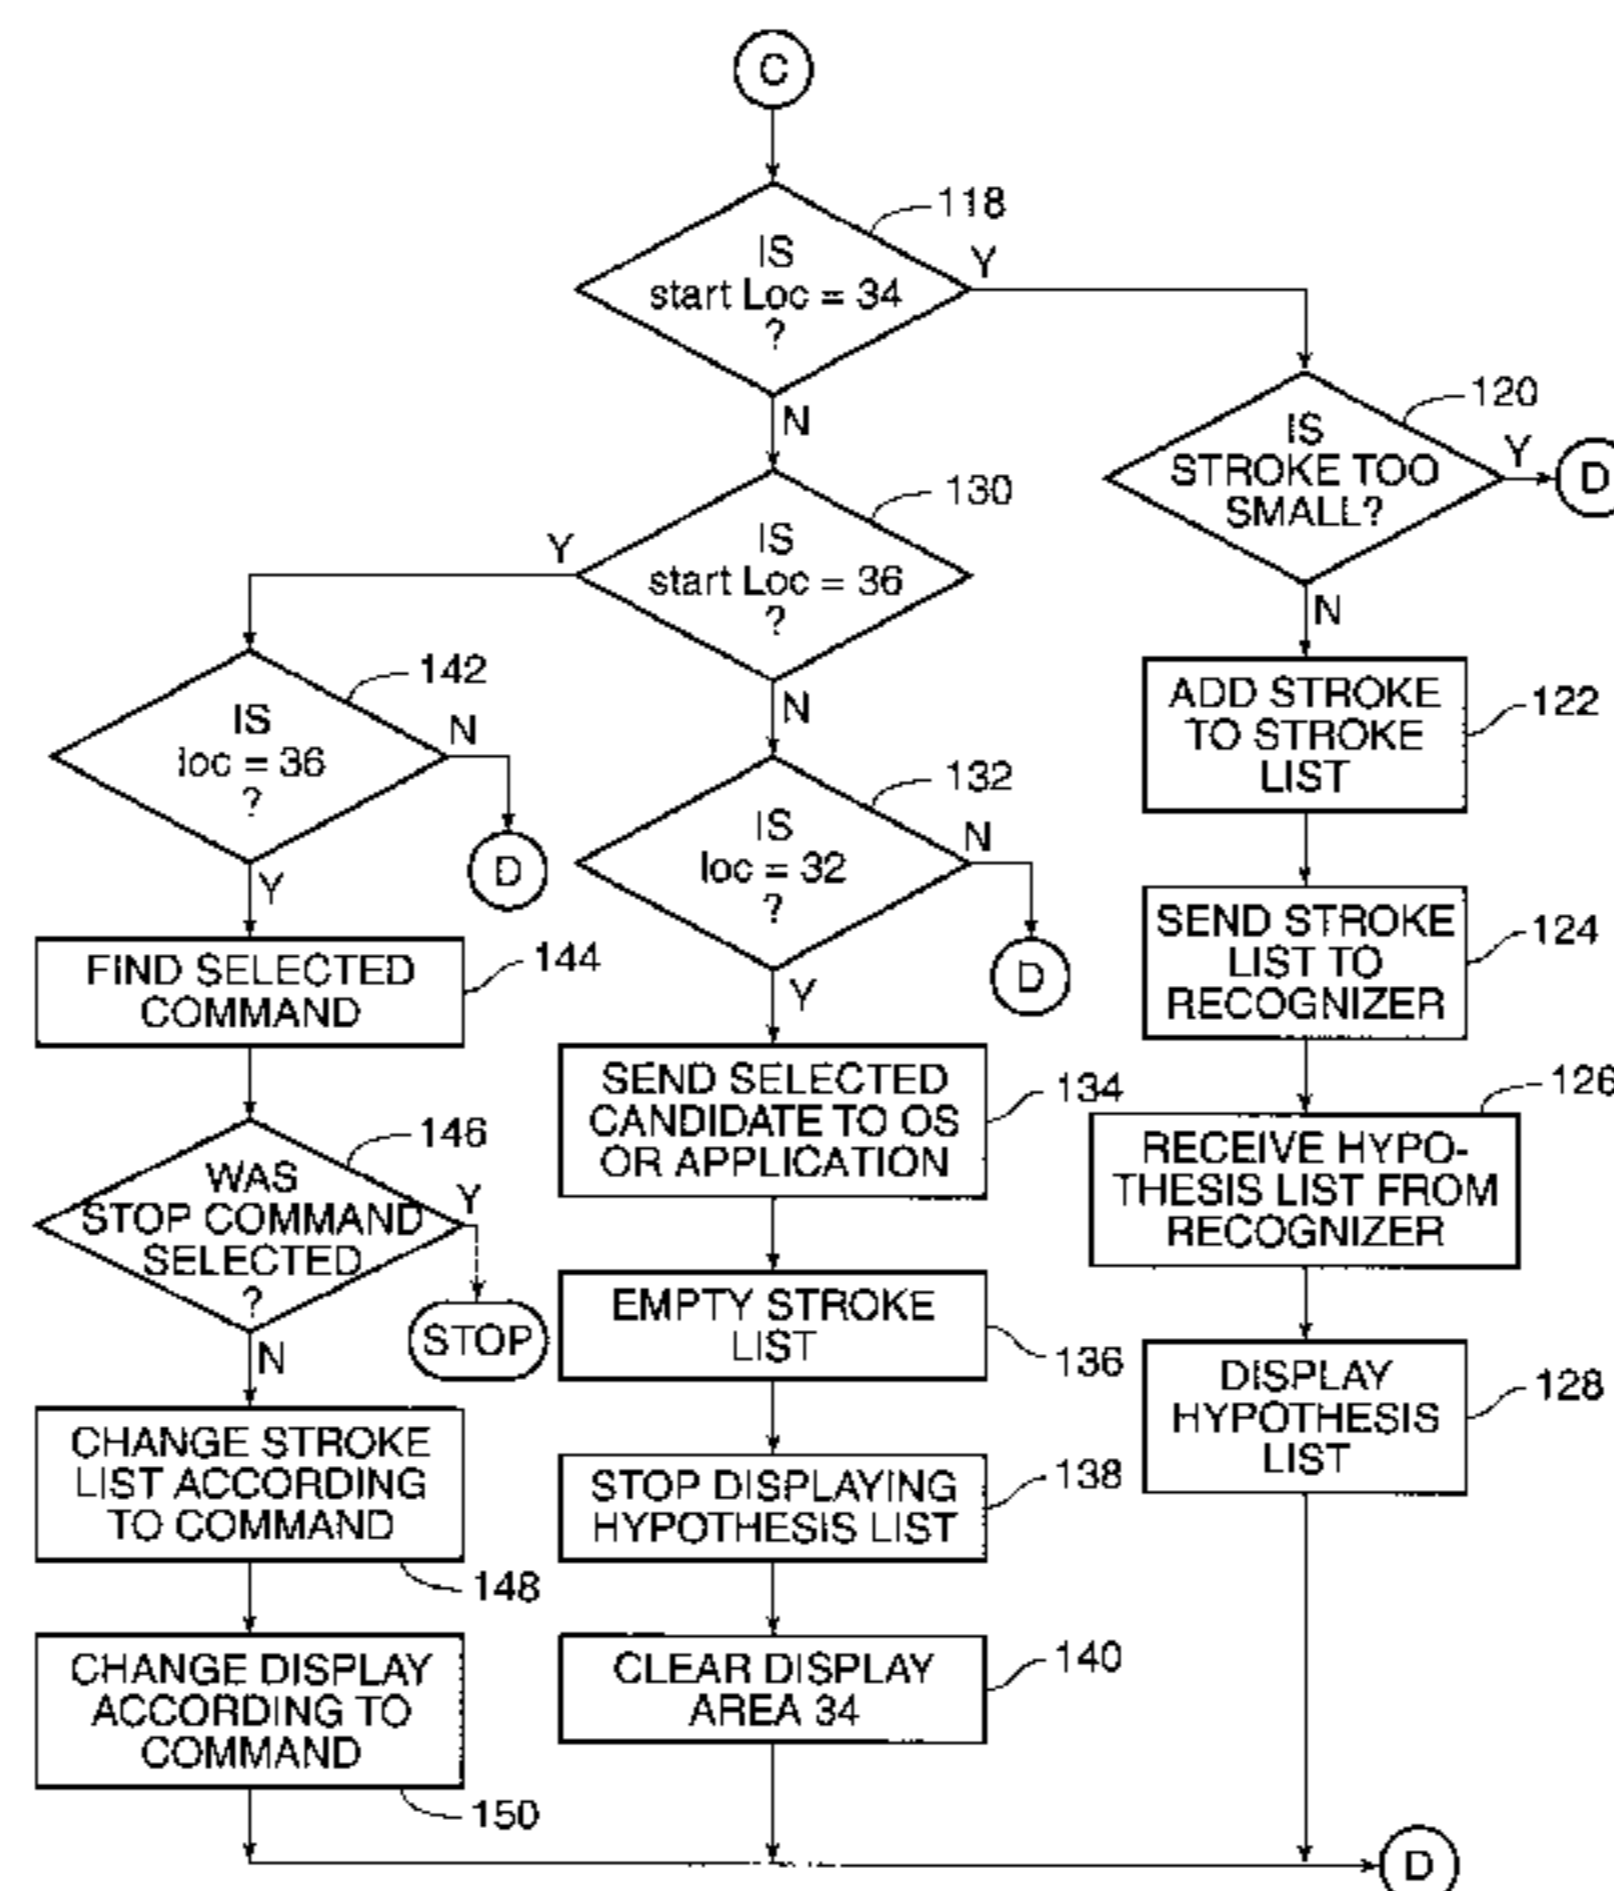 C
118
IS
start Loc = 34
?
Y
N
120
IS
STROKE TOO
SMALL?
Y
D
N
130
IS
start Loc = 36
?
Y
N
142
IS
loc = 36
?
N
D
Y
132
IS
loc = 32
?
N
D
Y
ADD STROKE
TO STROKE
LIST
122
SEND STROKE
LIST TO
RECOGNIZER
124
FIND SELECTED
COMMAND
144
SEND SELECTED
CANDIDATE TO OS
OR APPLICATION
134
RECEIVE HYPO-
THESIS LIST FROM
RECOGNIZER
126
146
WAS
STOP COMMAND
SELECTED
?
Y
STOP
N
EMPTY STROKE
LIST
136
DISPLAY
HYPOTHESIS
LIST
128
CHANGE STROKE
LIST ACCORDING
TO COMMAND
148
STOP DISPLAYING
HYPOTHESIS LIST
138
CHANGE DISPLAY
ACCORDING TO
COMMAND
150
CLEAR DISPLAY
AREA 34
140
D